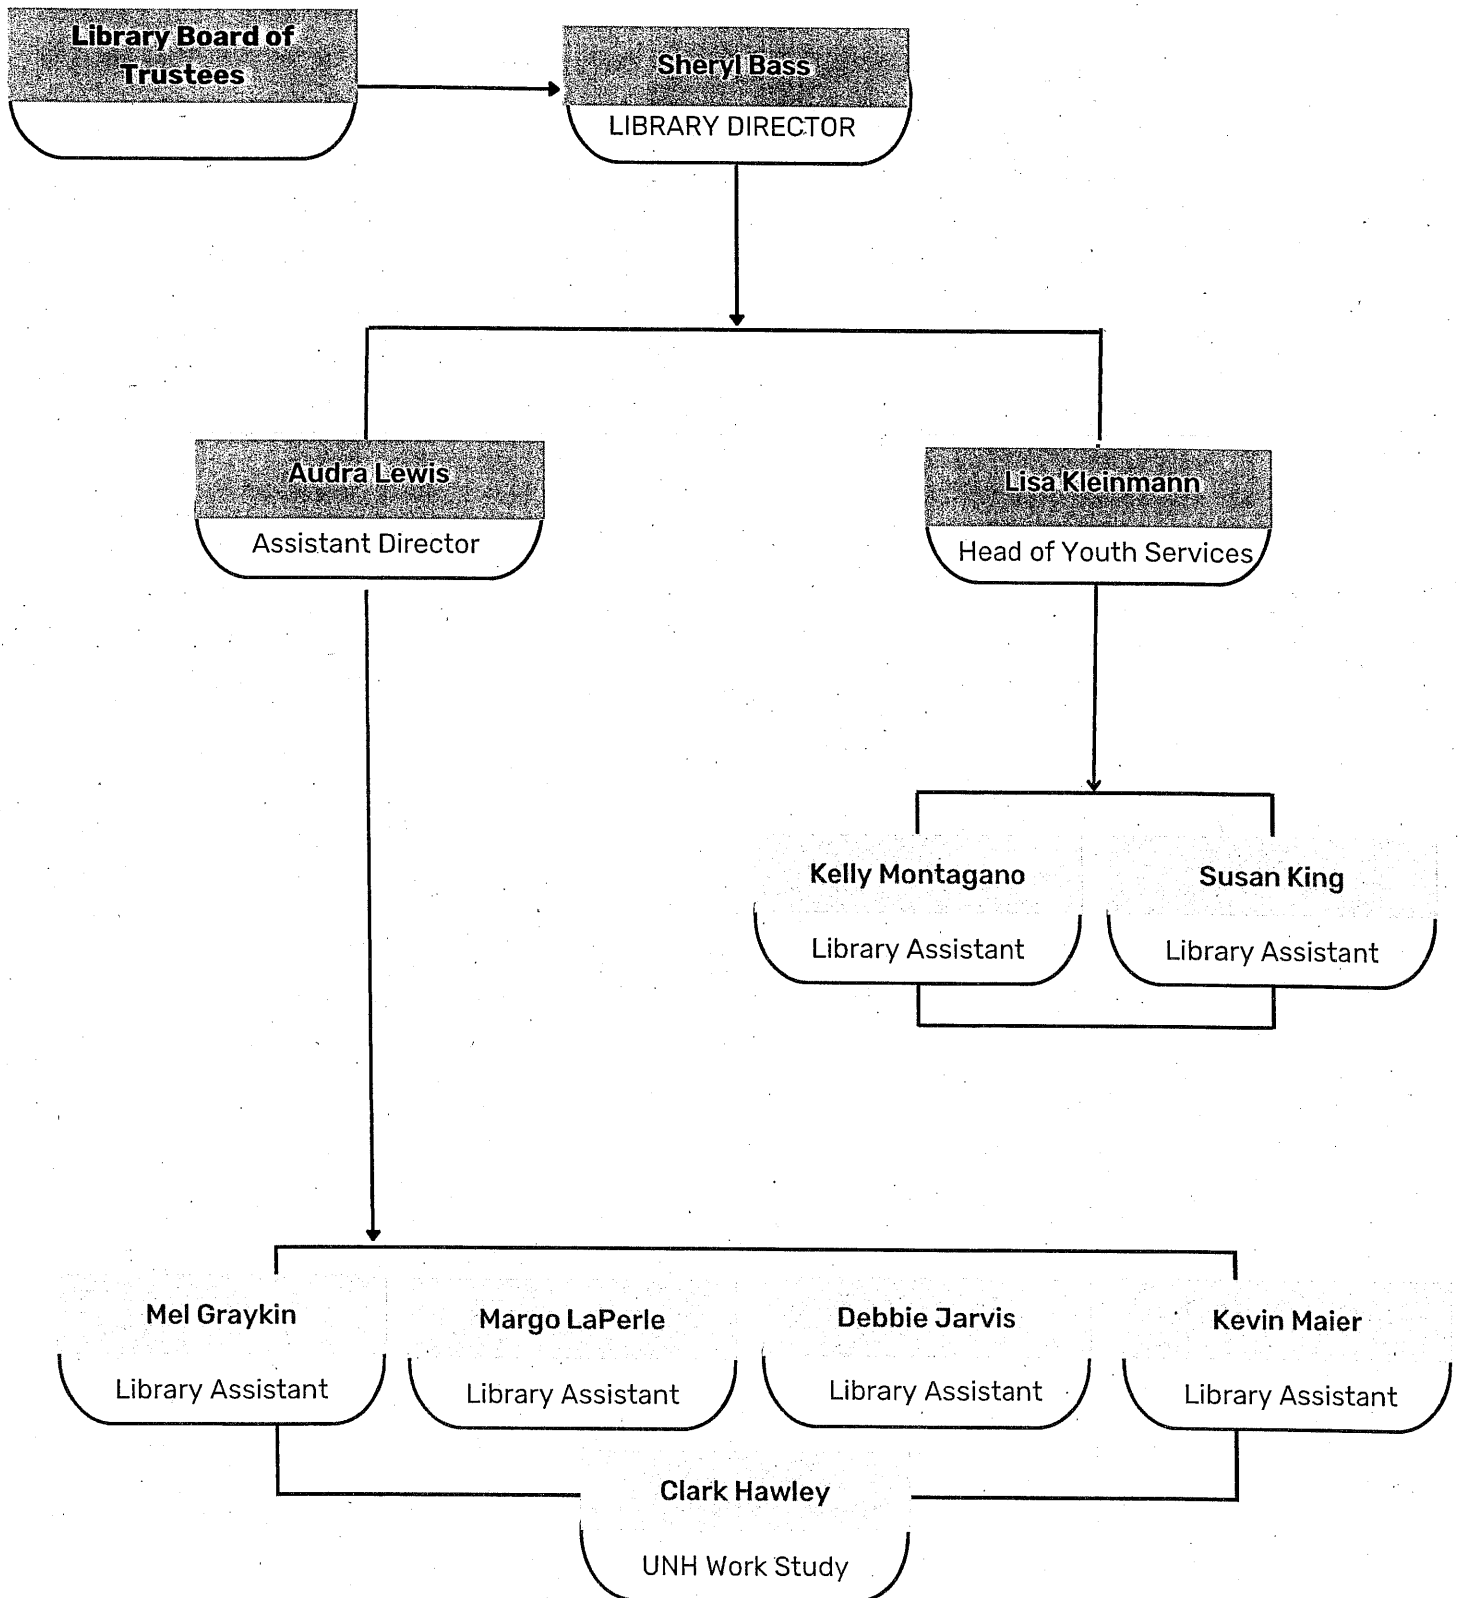 Library Board of
Trustees
Sheryl Bass
LIBRARY DIRECTOR
Audra Lewis
Assistant Director
Lisa Kleinmann
Head of Youth Services
Kelly Montagano
Library Assistant
Susan King
Library Assistant
Mel Graykin
Library Assistant
Margo LaPerle
Library Assistant
Debbie Jarvis
Library Assistant
Kevin Maier
Library Assistant
Clark Hawley
UNH Work Study